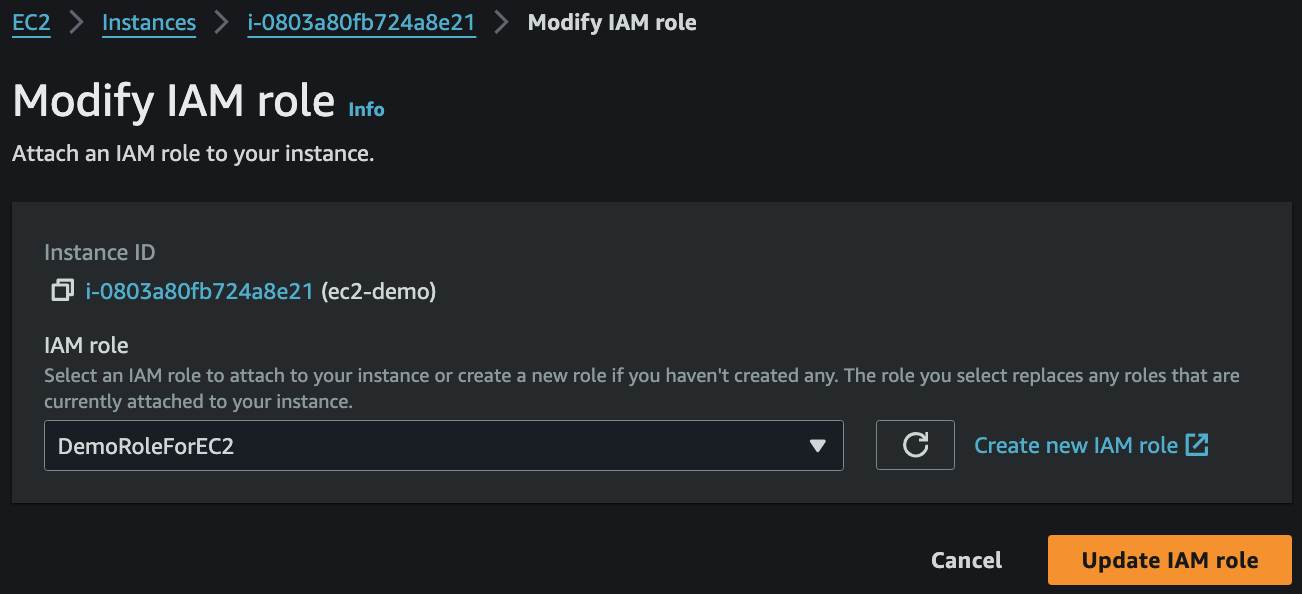 EC2 > Instances > i-0803a80fb724a8e21 > Modify IAM role
Modify IAM role Info
Attach an IAM role to your instance.
Instance ID
i-0803a80fb724a8e21 (ec2-demo)
IAM role
Select an IAM role to attach to your instance or create a new role if you haven't created any. The role you select replaces any roles that are
currently attached to your instance.
DemoRoleForEC2 Create new IAM role
Cancel Update IAM role